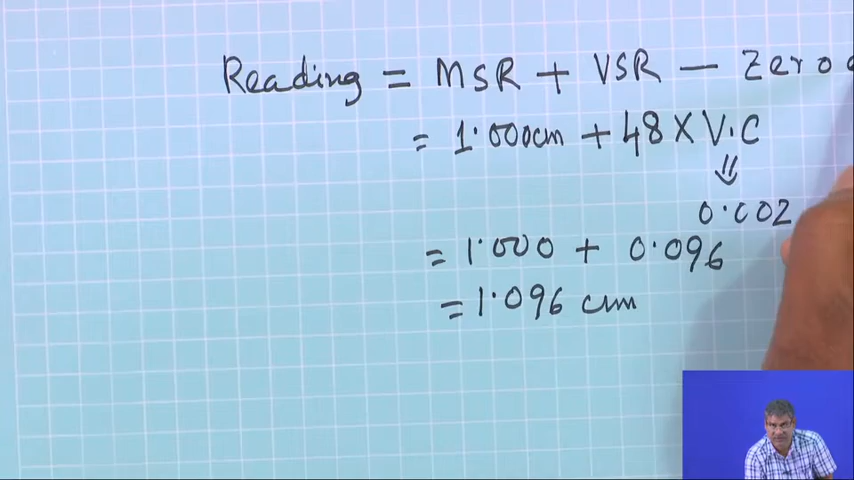 Reading = MSR + VSR – Zero
= 1.000cm + 48 X V.C
⇓
0.002
= 1.000 + 0.096
= 1.096 cm